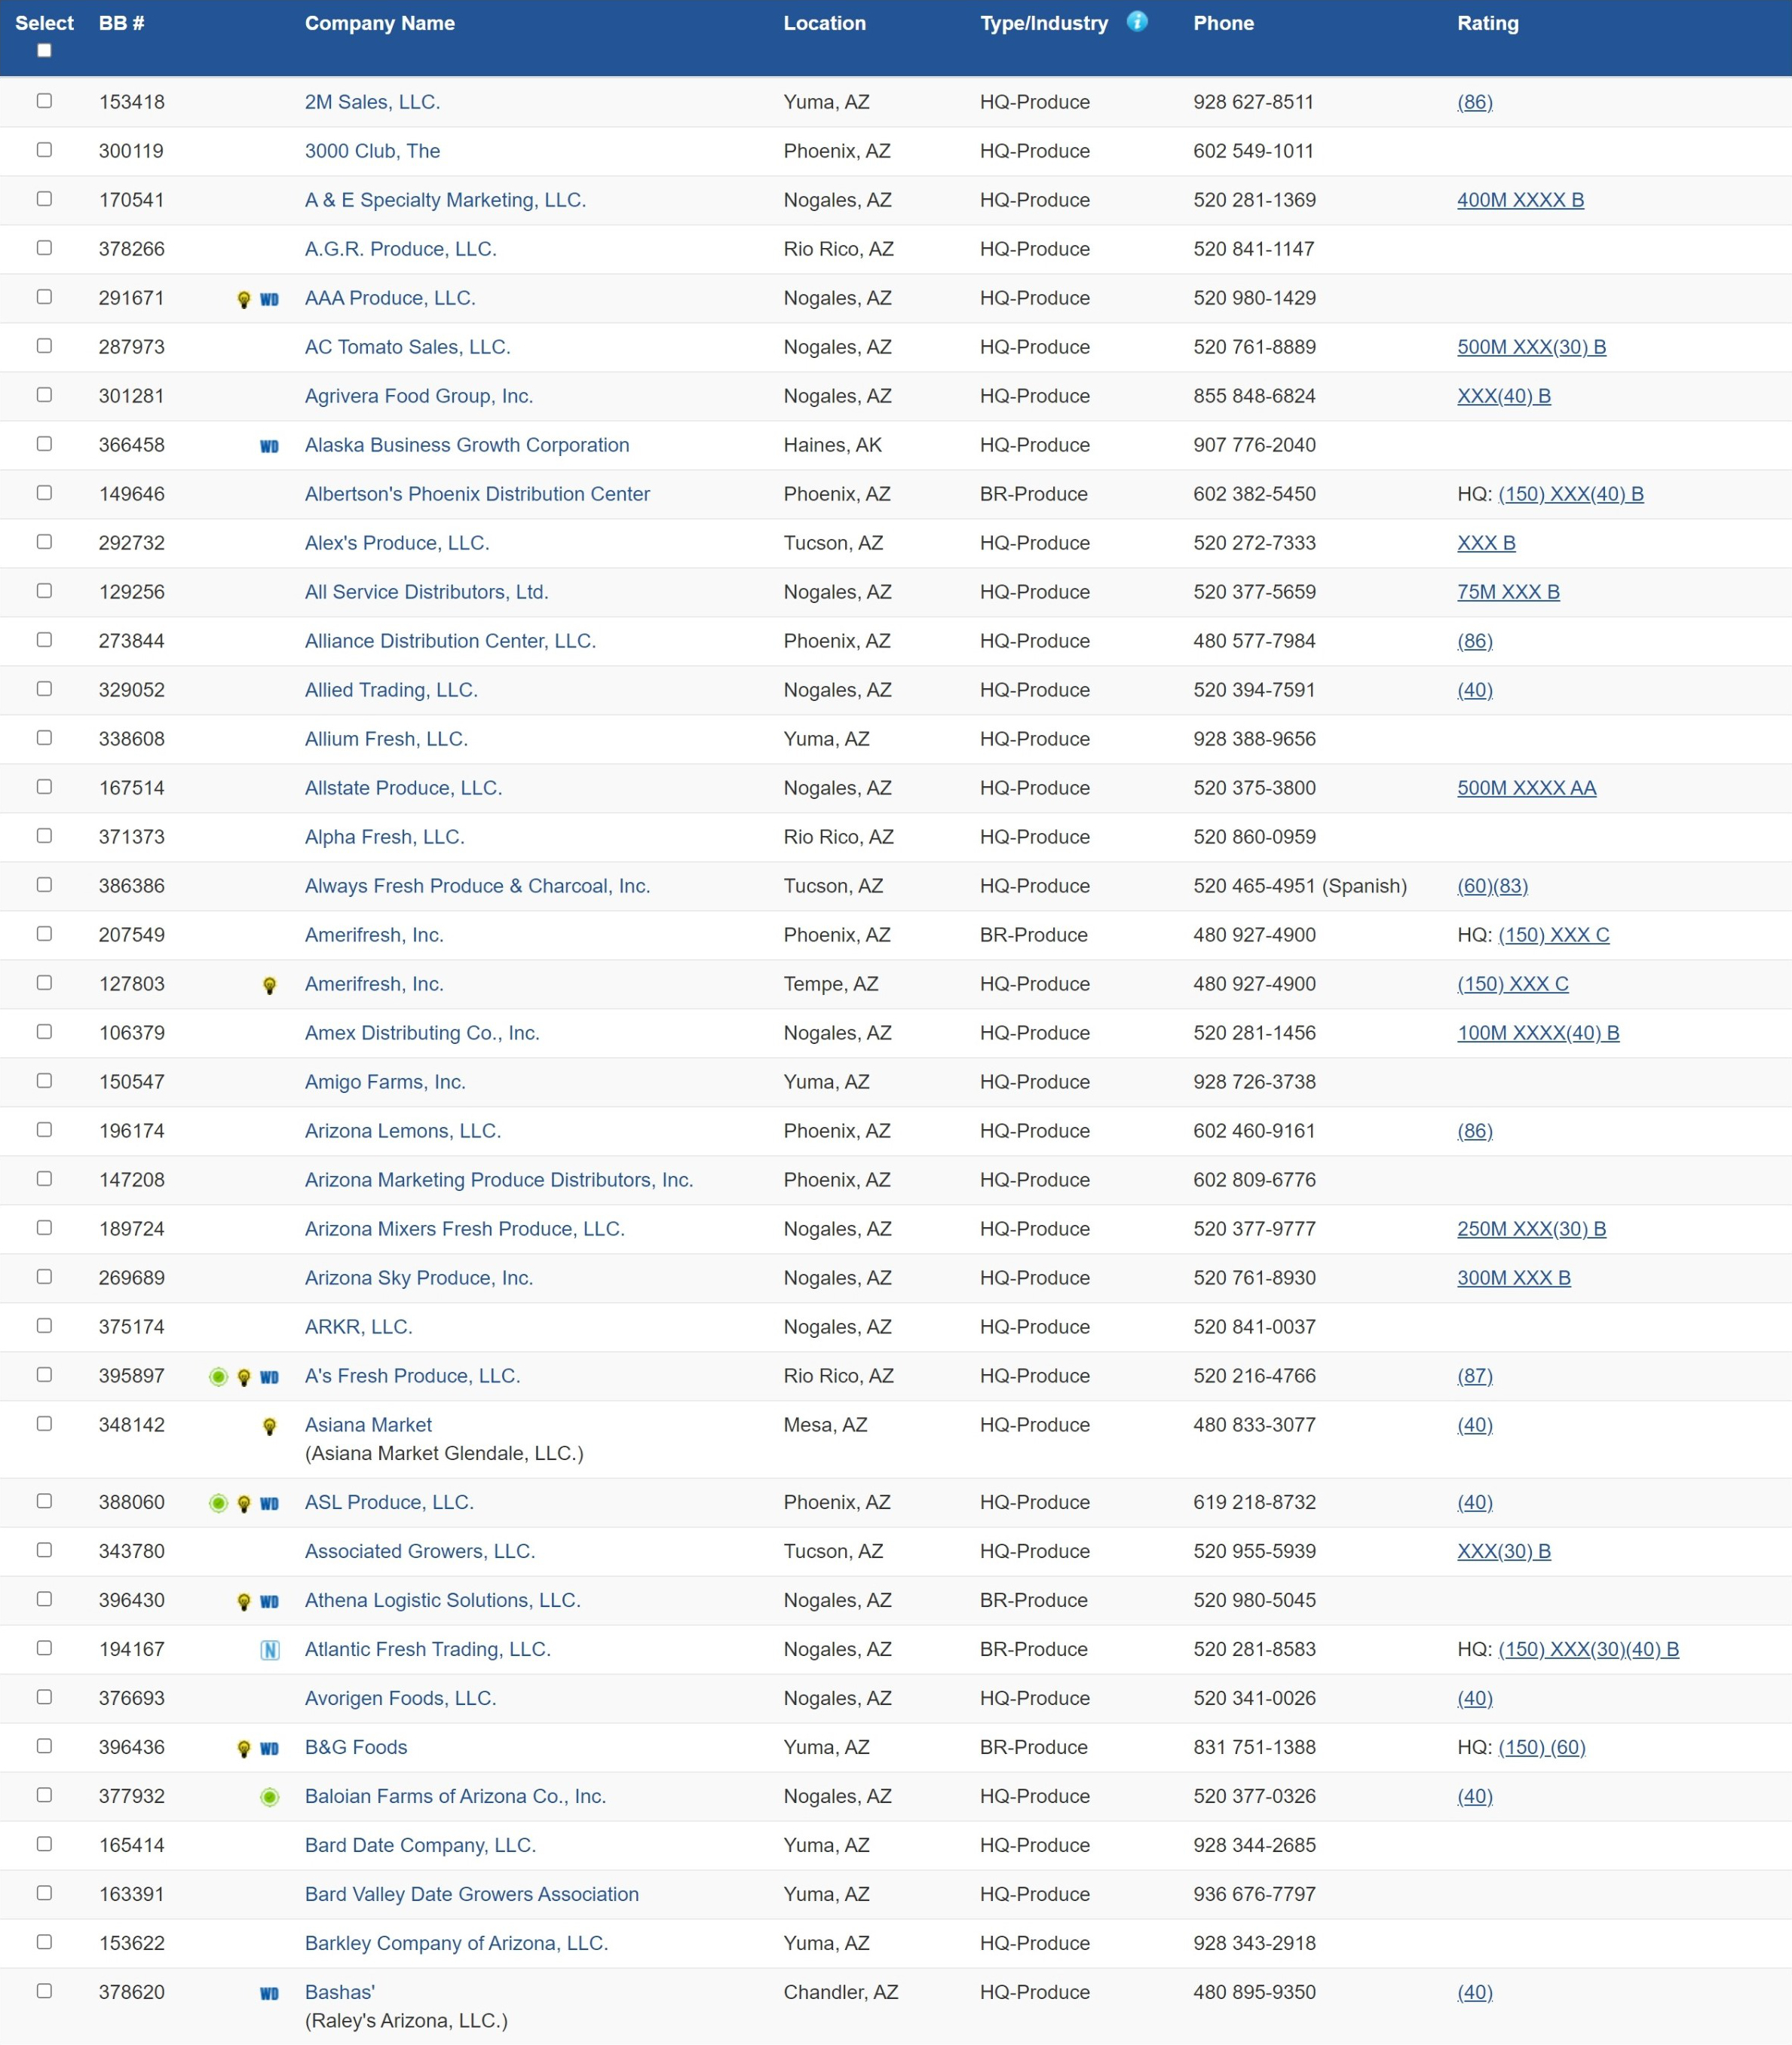 Select BB # Company Name Location Type/Industry i Phone Rating
153418 2M Sales, LLC. Yuma, AZ HQ-Produce 928 627-8511 (86)
300119 3000 Club, The Phoenix, AZ HQ-Produce 602 549-1011
170541 A & E Specialty Marketing, LLC. Nogales, AZ HQ-Produce 520 281-1369 400M XXXX B
378266 A.G.R. Produce, LLC. Rio Rico, AZ HQ-Produce 520 841-1147
291671 WD AAA Produce, LLC. Nogales, AZ HQ-Produce 520 980-1429
287973 AC Tomato Sales, LLC. Nogales, AZ HQ-Produce 520 761-8889 500M XXX(30) B
301281 Agrivera Food Group, Inc. Nogales, AZ HQ-Produce 855 848-6824 XXX(40) B
366458 WD Alaska Business Growth Corporation Haines, AK HQ-Produce 907 776-2040
149646 Albertson's Phoenix Distribution Center Phoenix, AZ BR-Produce 602 382-5450 HQ: (150) XXX(40) B
292732 Alex's Produce, LLC. Tucson, AZ HQ-Produce 520 272-7333 XXX B
129256 All Service Distributors, Ltd. Nogales, AZ HQ-Produce 520 377-5659 75M XXX B
273844 Alliance Distribution Center, LLC. Phoenix, AZ HQ-Produce 480 577-7984 (86)
329052 Allied Trading, LLC. Nogales, AZ HQ-Produce 520 394-7591 (40)
338608 Allium Fresh, LLC. Yuma, AZ HQ-Produce 928 388-9656
167514 Allstate Produce, LLC. Nogales, AZ HQ-Produce 520 375-3800 500M XXXX AA
371373 Alpha Fresh, LLC. Rio Rico, AZ HQ-Produce 520 860-0959
386386 Always Fresh Produce & Charcoal, Inc. Tucson, AZ HQ-Produce 520 465-4951 (Spanish) (60)(83)
207549 Amerifresh, Inc. Phoenix, AZ BR-Produce 480 927-4900 HQ: (150) XXX C
127803 Amerifresh, Inc. Tempe, AZ HQ-Produce 480 927-4900 (150) XXX C
106379 Amex Distributing Co., Inc. Nogales, AZ HQ-Produce 520 281-1456 100M XXXX(40) B
150547 Amigo Farms, Inc. Yuma, AZ HQ-Produce 928 726-3738
196174 Arizona Lemons, LLC. Phoenix, AZ HQ-Produce 602 460-9161 (86)
147208 Arizona Marketing Produce Distributors, Inc. Phoenix, AZ HQ-Produce 602 809-6776
189724 Arizona Mixers Fresh Produce, LLC. Nogales, AZ HQ-Produce 520 377-9777 250M XXX(30) B
269689 Arizona Sky Produce, Inc. Nogales, AZ HQ-Produce 520 761-8930 300M XXX B
375174 ARKR, LLC. Nogales, AZ HQ-Produce 520 841-0037
395897 WD A's Fresh Produce, LLC. Rio Rico, AZ HQ-Produce 520 216-4766 (87)
348142 Asiana Market Mesa, AZ HQ-Produce 480 833-3077 (40)
(Asiana Market Glendale, LLC.)
388060 WD ASL Produce, LLC. Phoenix, AZ HQ-Produce 619 218-8732 (40)
343780 Associated Growers, LLC. Tucson, AZ HQ-Produce 520 955-5939 XXX(30) B
396430 WD Athena Logistic Solutions, LLC. Nogales, AZ BR-Produce 520 980-5045
194167 N Atlantic Fresh Trading, LLC. Nogales, AZ BR-Produce 520 281-8583 HQ: (150) XXX(30)(40) B
376693 Avorigen Foods, LLC. Nogales, AZ HQ-Produce 520 341-0026 (40)
396436 WD B&G Foods Yuma, AZ BR-Produce 831 751-1388 HQ: (150) (60)
377932 Baloian Farms of Arizona Co., Inc. Nogales, AZ HQ-Produce 520 377-0326 (40)
165414 Bard Date Company, LLC. Yuma, AZ HQ-Produce 928 344-2685
163391 Bard Valley Date Growers Association Yuma, AZ HQ-Produce 936 676-7797
153622 Barkley Company of Arizona, LLC. Yuma, AZ HQ-Produce 928 343-2918
378620 WD Bashas' Chandler, AZ HQ-Produce 480 895-9350 (40)
(Raley's Arizona, LLC.)